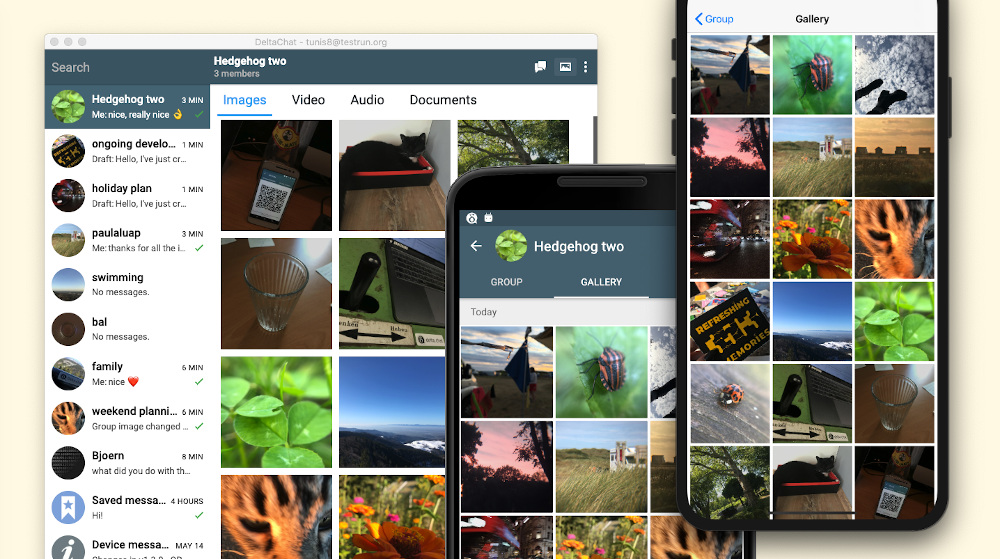 DeltaChat - tunis8@testrun.org
Search
Hedgehog two
3 members
Hedgehog two 3 MIN
Me: nice, really nice 👌
ongoing develo... 1 MIN
Draft: Hello, I've just cr...
holiday plan 1 MIN
Draft: Hello, I've just cr...
paulaluap 3 MIN
Me: thanks for all the i...
swimming
No messages.
bal
No messages.
family 6 MIN
Me: nice ❤️
weekend planni... 6 MIN
Group image changed ...
Bjoern 8 MIN
what did you do with th...
Saved messa... 4 HOURS
Hi!
Device messa... MAY 14
Images Video Audio Documents
Hedgehog two
GROUP GALLERY
Today
Group Gallery
REFRESHING
MEMORIES